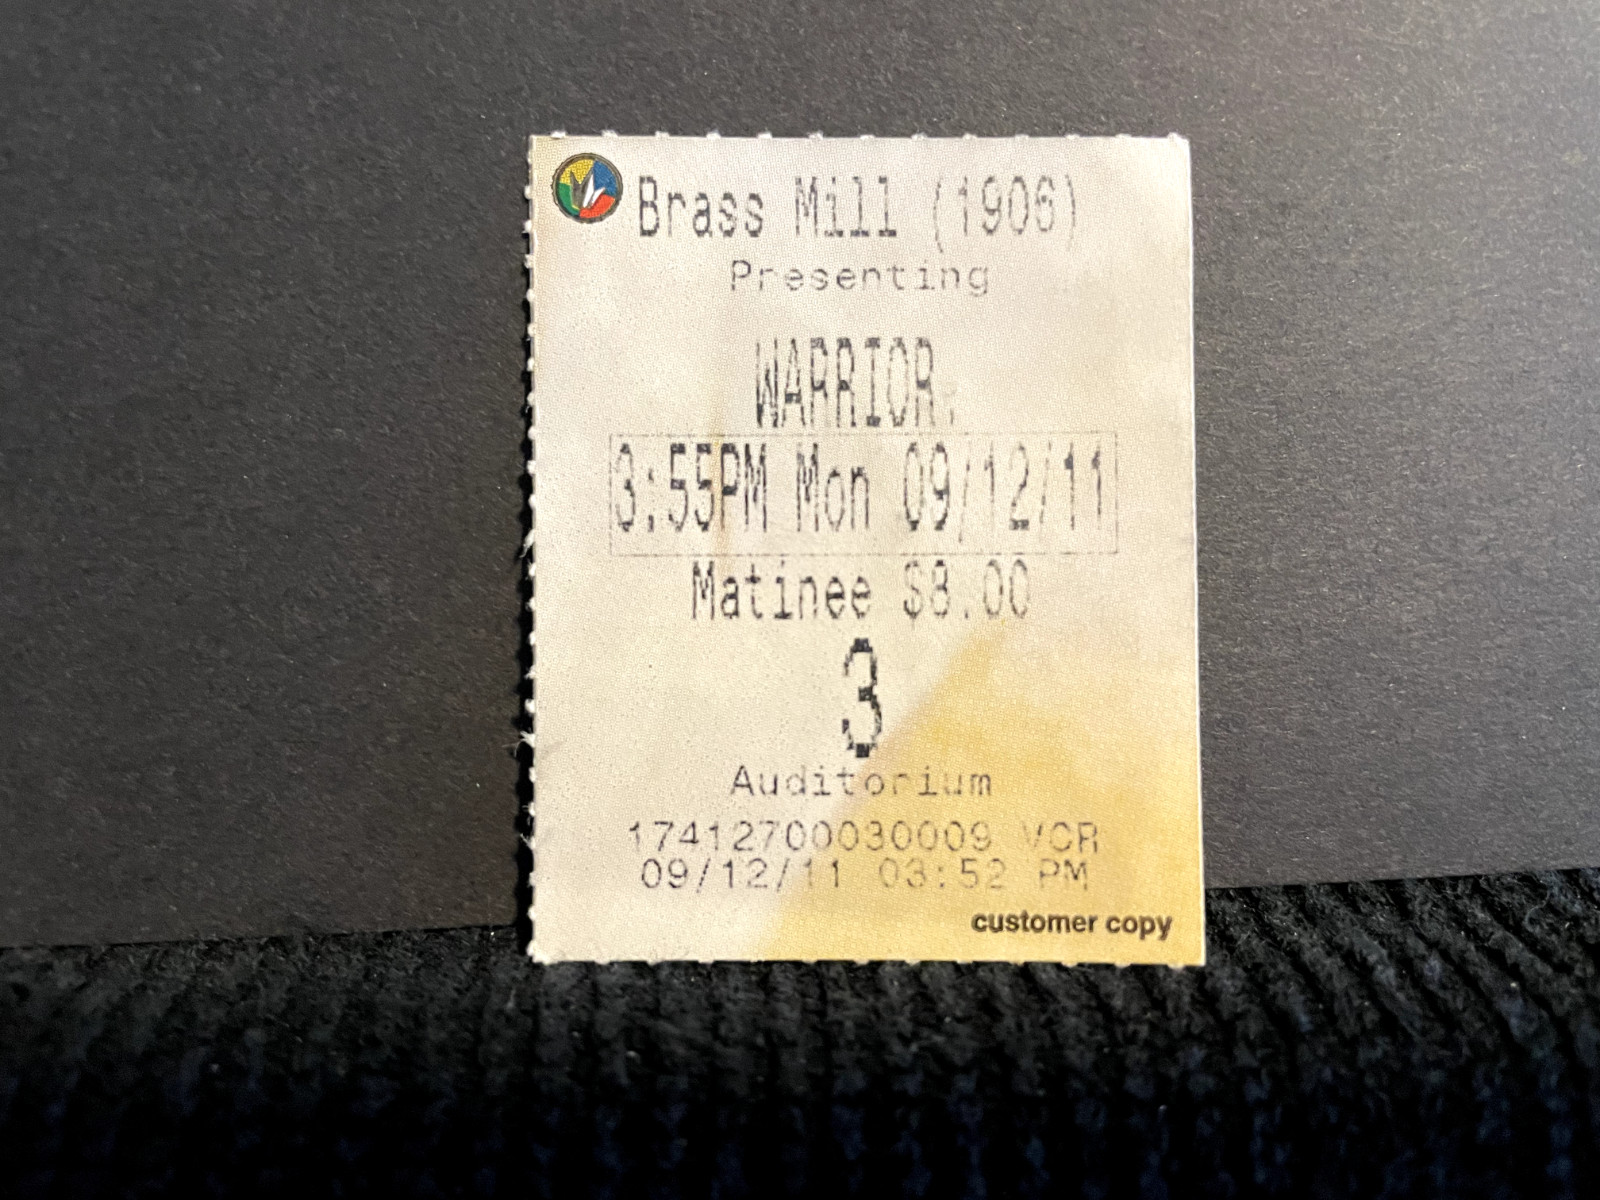 Brass Mill (1906)
Presenting
WARRIOR,
3:55PM Mon 09/12/11
Matinee $8.00
3
Auditorium
17412700030009 VCR
09/12/11 03:52 PM
customer copy